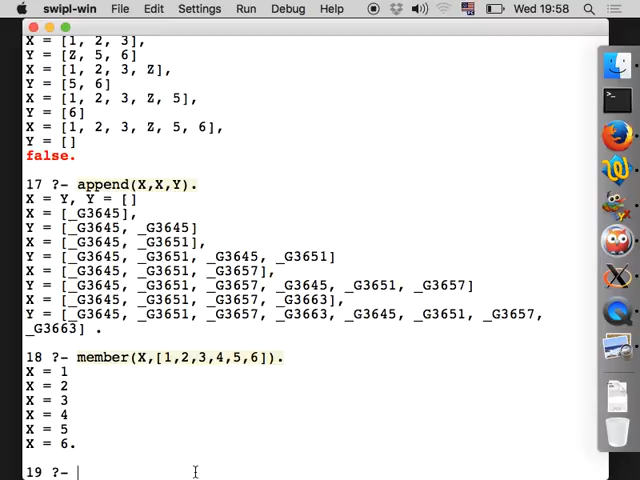 swipl-win File Edit Settings Run Debug Help Wed 19:58
X = [1, 2, 3],
Y = [Z, 5, 6]
X = [1, 2, 3, Z],
Y = [5, 6]
X = [1, 2, 3, Z, 5],
Y = [6]
X = [1, 2, 3, Z, 5, 6],
Y = []
false.
17 ?- append(X,X,Y).
X = Y, Y = []
X = [_G3645],
Y = [_G3645, _G3645]
X = [_G3645, _G3651],
Y = [_G3645, _G3651, _G3645, _G3651]
X = [_G3645, _G3651, _G3657],
Y = [_G3645, _G3651, _G3657, _G3645, _G3651, _G3657]
X = [_G3645, _G3651, _G3657, _G3663],
Y = [_G3645, _G3651, _G3657, _G3663, _G3645, _G3651, _G3657,
_G3663] .
18 ?- member(X,[1,2,3,4,5,6]).
X = 1
X = 2
X = 3
X = 4
X = 5
X = 6.
19 ?-